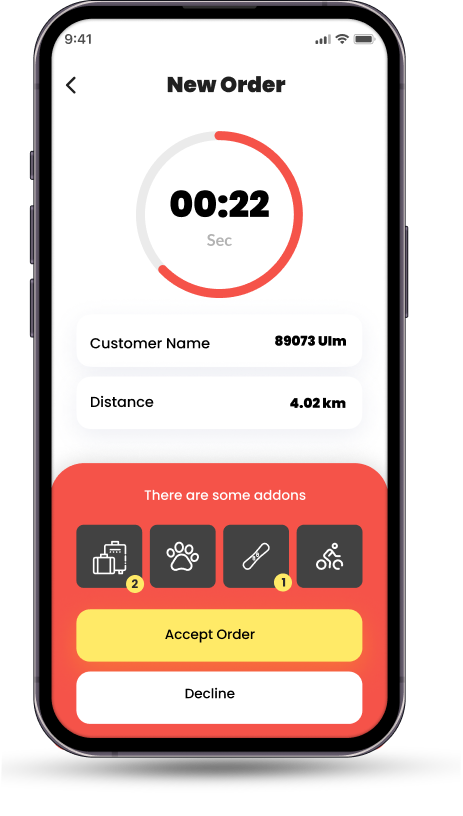 9:41
New Order
00:22
Sec
Customer Name 89073 Ulm
Distance 4.02 km
There are some addons
2 1
Accept Order
Decline